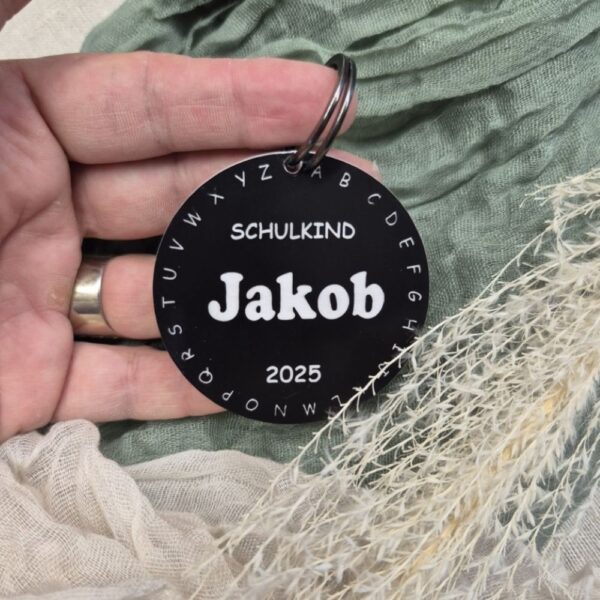 A B C D E F G H I J K L M N O P Q R S T U V W X Y Z
SCHULKIND
Jakob
2025